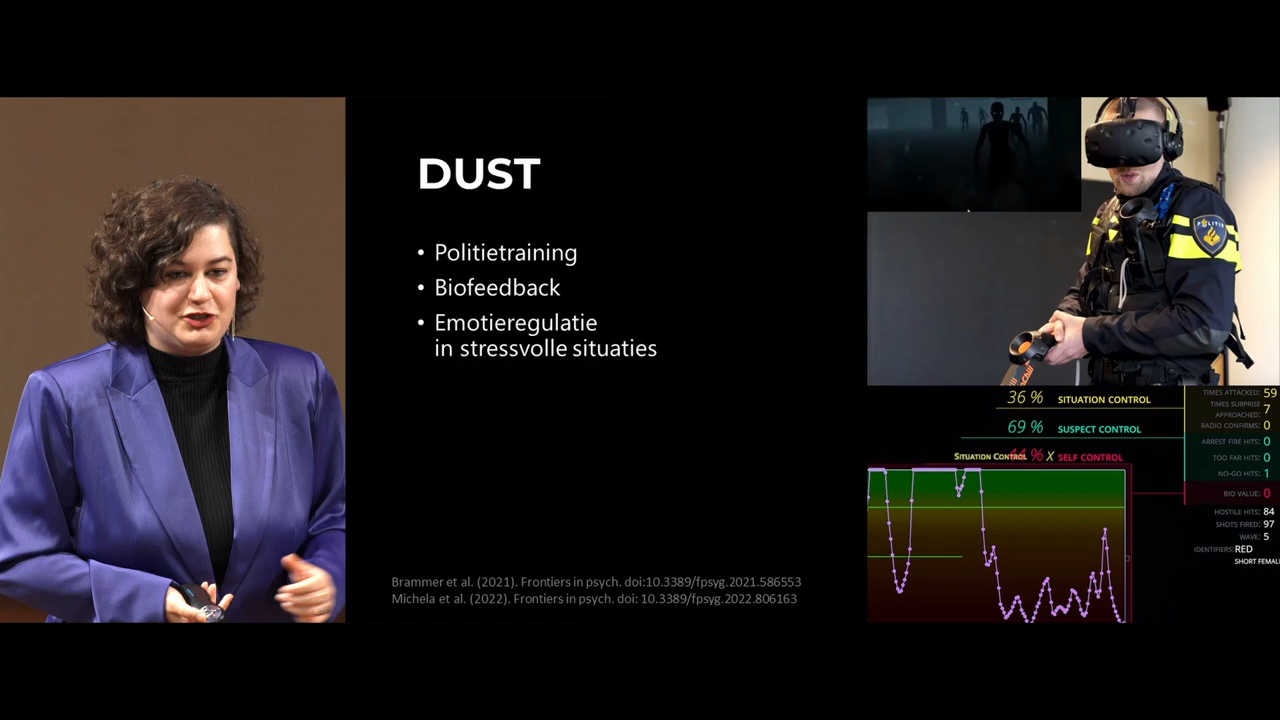 DUST
• Politietraining
• Biofeedback
• Emotieregulatie
in stressvolle situaties
Brammer et al. (2021). Frontiers in psych. doi:10.3389/fpsyg.2021.586553
Michela et al. (2022). Frontiers in psych. doi: 10.3389/fpsyg.2022.806163
POLITIE
36 % SITUATION CONTROL
69 % SUSPECT CONTROL
44 % X SELF CONTROL
SITUATION CONTROL
TIMES ATTACKED: 59
TIMES SURPRISE
APPROACHED: 7
RADIO CONFIRMS: 0
ARREST FIRE HITS: 0
TOO FAR HITS: 0
NO-GO HITS: 1
BIO VALUE: 0
HOSTILE HITS: 84
SHOTS FIRED: 97
WAVE: 5
IDENTIFIERS: RED
SHORT FEMAL